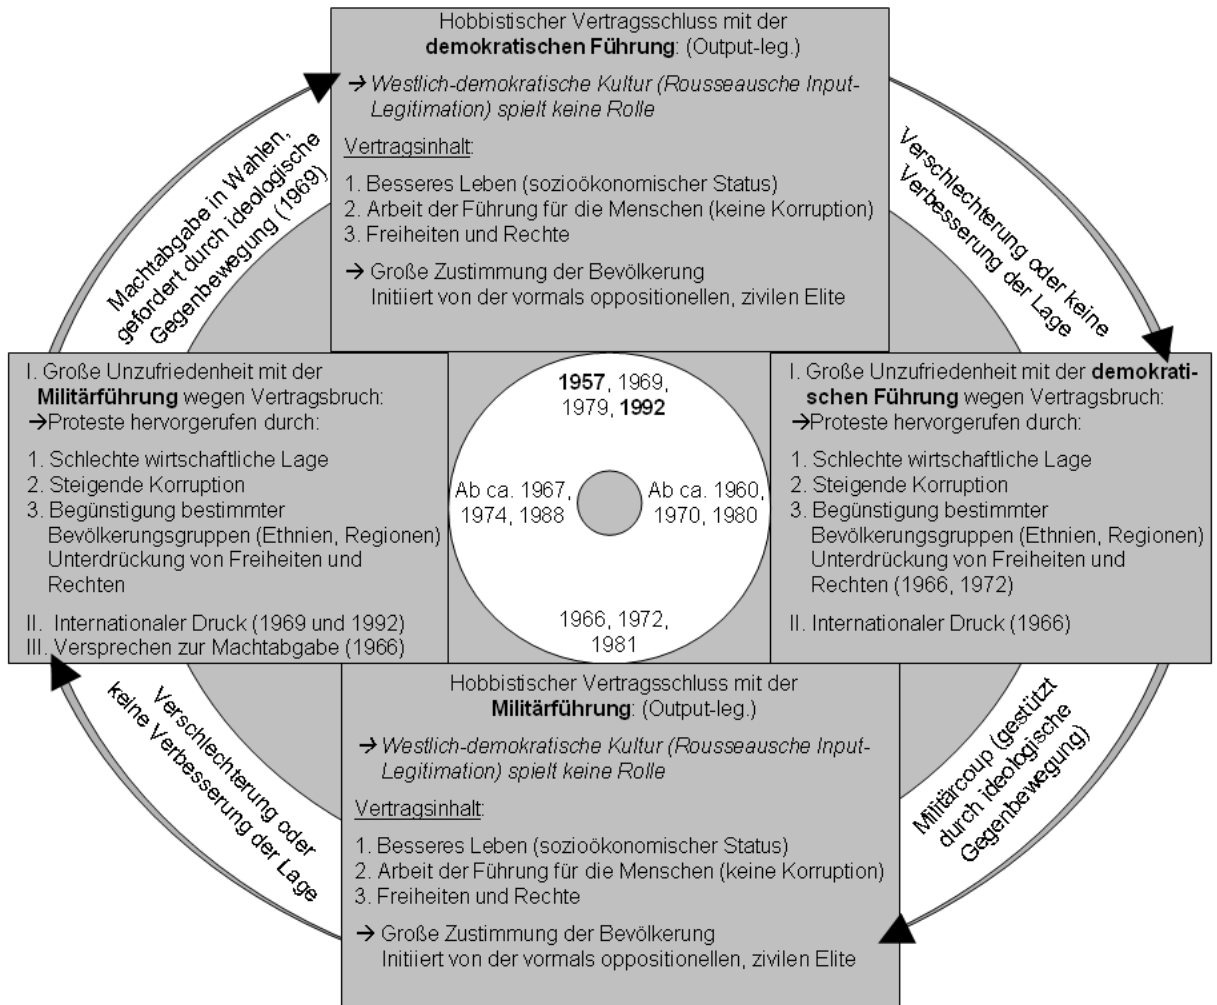 Hobbistischer Vertragsschluss mit der
demokratischen Führung: (Output-leg.)
→ Westlich-demokratische Kultur (Rousseausche Input-
Legitimation) spielt keine Rolle
Vertragsinhalt:
1. Besseres Leben (sozioökonomischer Status)
2. Arbeit der Führung für die Menschen (keine Korruption)
3. Freiheiten und Rechte
→ Große Zustimmung der Bevölkerung
Initiiert von der vormals oppositionellen, zivilen Elite
Verschlechterung oder keine
Verbesserung der Lage
I. Große Unzufriedenheit mit der demokrati-
schen Führung wegen Vertragsbruch:
→Proteste hervorgerufen durch:
1. Schlechte wirtschaftliche Lage
2. Steigende Korruption
3. Begünstigung bestimmter
Bevölkerungsgruppen (Ethnien, Regionen)
Unterdrückung von Freiheiten und
Rechten (1966, 1972)
II. Internationaler Druck (1966)
Militärcoup (gestützt
durch ideologische
Gegenbewegung)
Hobbistischer Vertragsschluss mit der
Militärführung: (Output-leg.)
→ Westlich-demokratische Kultur (Rousseausche Input-
Legitimation) spielt keine Rolle
Vertragsinhalt:
1. Besseres Leben (sozioökonomischer Status)
2. Arbeit der Führung für die Menschen (keine Korruption)
3. Freiheiten und Rechte
→ Große Zustimmung der Bevölkerung
Initiiert von der vormals oppositionellen, zivilen Elite
Verschlechterung oder
keine Verbesserung der Lage
I. Große Unzufriedenheit mit der
Militärführung wegen Vertragsbruch:
→Proteste hervorgerufen durch:
1. Schlechte wirtschaftliche Lage
2. Steigende Korruption
3. Begünstigung bestimmter
Bevölkerungsgruppen (Ethnien, Regionen)
Unterdrückung von Freiheiten und
Rechten
II. Internationaler Druck (1969 und 1992)
III. Versprechen zur Machtabgabe (1966)
Machtabgabe in Wahlen,
gefordert durch ideologische
Gegenbewegung (1969)
1957, 1969,
1979, 1992
Ab ca. 1960,
1970, 1980
1966, 1972,
1981
Ab ca. 1967,
1974, 1988